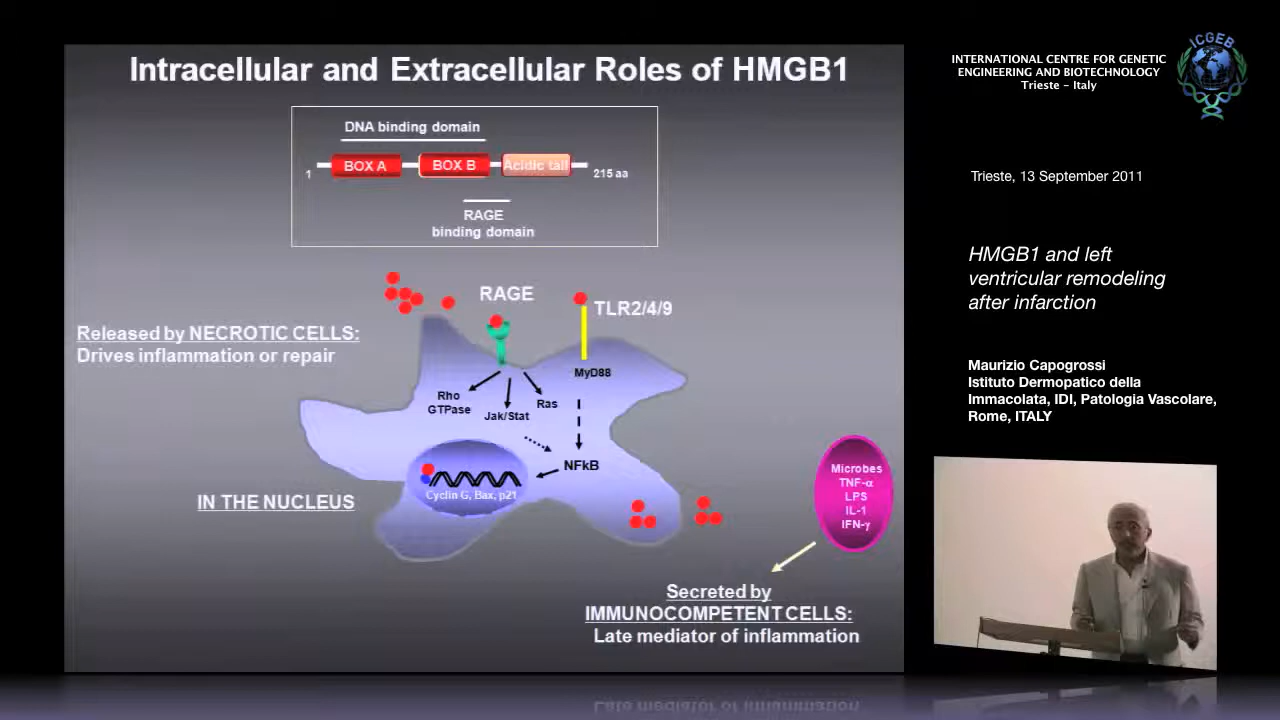 Intracellular and Extracellular Roles of HMGB1
DNA binding domain
BOX A
BOX B
Acidic tail
1
215 aa
RAGE
binding domain
RAGE
TLR2/4/9
Released by NECROTIC CELLS:
Drives inflammation or repair
MyD88
Rho
GTPase
Jak/Stat
Ras
NFkB
Cyclin G, Bax, p21
IN THE NUCLEUS
Microbes
TNF-α
LPS
IL-1
IFN-γ
Secreted by
IMMUNOCOMPETENT CELLS:
Late mediator of inflammation
INTERNATIONAL CENTRE FOR GENETIC
ENGINEERING AND BIOTECHNOLOGY
Trieste – Italy
ICGEB
Trieste, 13 September 2011
HMGB1 and left
ventricular remodeling
after infarction
Maurizio Capogrossi
Istituto Dermopatico della
Immacolata, IDI, Patologia Vascolare,
Rome, ITALY